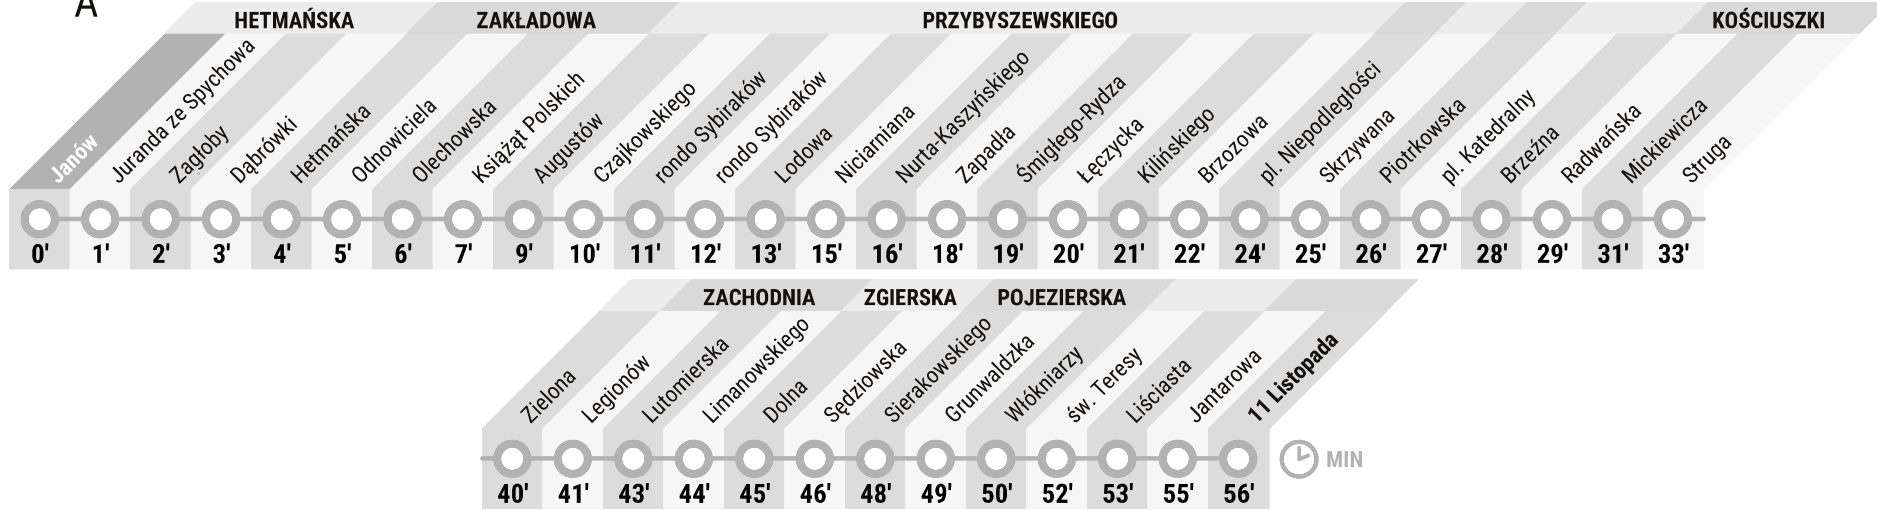 A
HETMAŃSKA ZAKŁADOWA PRZYBYSZEWSKIEGO KOŚCIUSZKI
Janów
Juranda ze Spychowa
Zagłoby
Dąbrówki
Hetmańska
Odnowiciela
Olechowska
Książąt Polskich
Augustów
Czajkowskiego
rondo Sybiraków
rondo Sybiraków
Lodowa
Niciarniana
Nurta-Kaszyńskiego
Zapadła
Śmigłego-Rydza
Łęczycka
Kilińskiego
Brzozowa
pl. Niepodległości
Skrzywana
Piotrkowska
pl. Katedralny
Brzeźna
Radwańska
Mickiewicza
Struga
0' 1' 2' 3' 4' 5' 6' 7' 9' 10' 11' 12' 13' 15' 16' 18' 19' 20' 21' 22' 24' 25' 26' 27' 28' 29' 31' 33'
ZACHODNIA ZGIERSKA POJEZIERSKA
Zielona
Legionów
Lutomierska
Limanowskiego
Dolna
Sędziowska
Sierakowskiego
Grunwaldzka
Włókniarzy
św. Teresy
Liściasta
Jantarowa
11 Listopada
MIN
40' 41' 43' 44' 45' 46' 48' 49' 50' 52' 53' 55' 56'